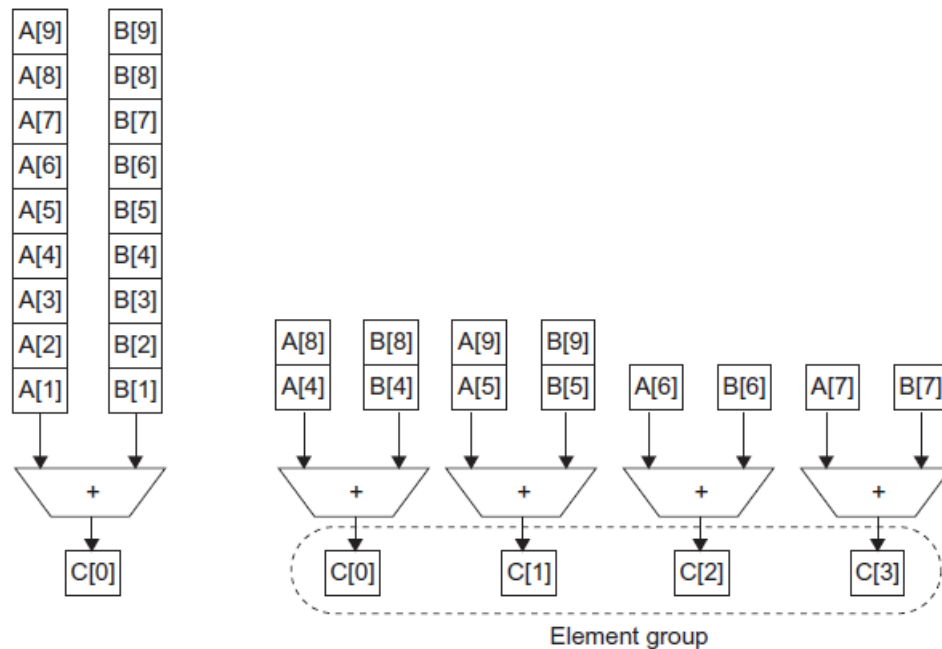 A[9] B[9]
A[8] B[8]
A[7] B[7]
A[6] B[6]
A[5] B[5]
A[4] B[4]
A[3] B[3]
A[2] B[2] A[8] B[8] A[9] B[9]
A[1] B[1] A[4] B[4] A[5] B[5] A[6] B[6] A[7] B[7]
+ + + + +
C[0] C[0] C[1] C[2] C[3]
Element group